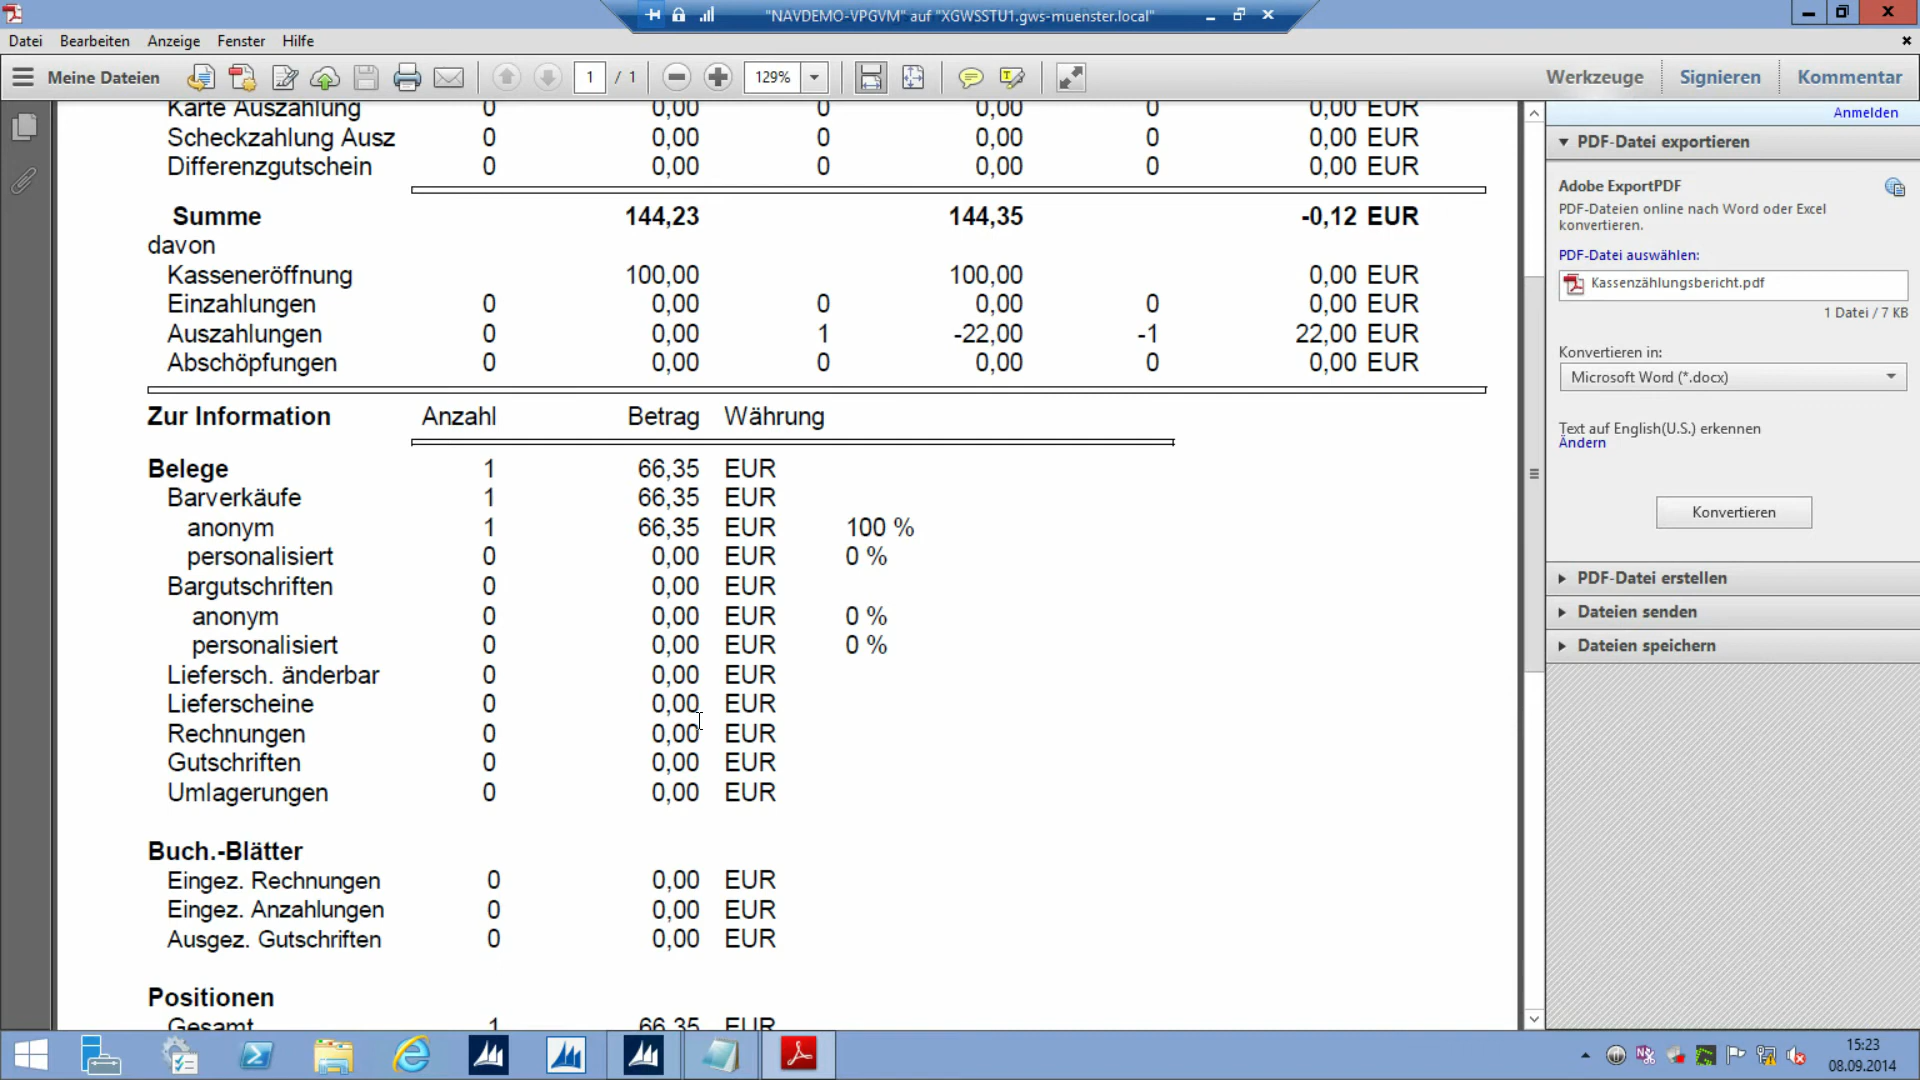 "NAVDEMO-VPGVM" auf "XGWSSTU1.gws-muenster.local"
Datei Bearbeiten Anzeige Fenster Hilfe
Meine Dateien 1 / 1 129% Werkzeuge Signieren Kommentar
Karte Auszahlung 0 0,00 0 0,00 0 0,00 EUR
Scheckzahlung Ausz 0 0,00 0 0,00 0 0,00 EUR
Differenzgutschein 0 0,00 0 0,00 0 0,00 EUR
Summe 144,23 144,35 -0,12 EUR
davon
Kasseneröffnung 100,00 100,00 0,00 EUR
Einzahlungen 0 0,00 0 0,00 0 0,00 EUR
Auszahlungen 0 0,00 1 -22,00 -1 22,00 EUR
Abschöpfungen 0 0,00 0 0,00 0 0,00 EUR
Zur Information Anzahl Betrag Währung
Belege 1 66,35 EUR
Barverkäufe 1 66,35 EUR
anonym 1 66,35 EUR 100 %
personalisiert 0 0,00 EUR 0 %
Bargutschriften 0 0,00 EUR
anonym 0 0,00 EUR 0 %
personalisiert 0 0,00 EUR 0 %
Liefersch. änderbar 0 0,00 EUR
Lieferscheine 0 0,00 EUR
Rechnungen 0 0,00 EUR
Gutschriften 0 0,00 EUR
Umlagerungen 0 0,00 EUR
Buch.-Blätter
Eingez. Rechnungen 0 0,00 EUR
Eingez. Anzahlungen 0 0,00 EUR
Ausgez. Gutschriften 0 0,00 EUR
Positionen
Gesamt 1 66,35 EUR
Anmelden
PDF-Datei exportieren
Adobe ExportPDF
PDF-Dateien online nach Word oder Excel
konvertieren.
PDF-Datei auswählen:
Kassenzählungsbericht.pdf
1 Datei / 7 KB
Konvertieren in:
Microsoft Word (*.docx)
Text auf English(U.S.) erkennen
Ändern
Konvertieren
PDF-Datei erstellen
Dateien senden
Dateien speichern
15:23
08.09.2014